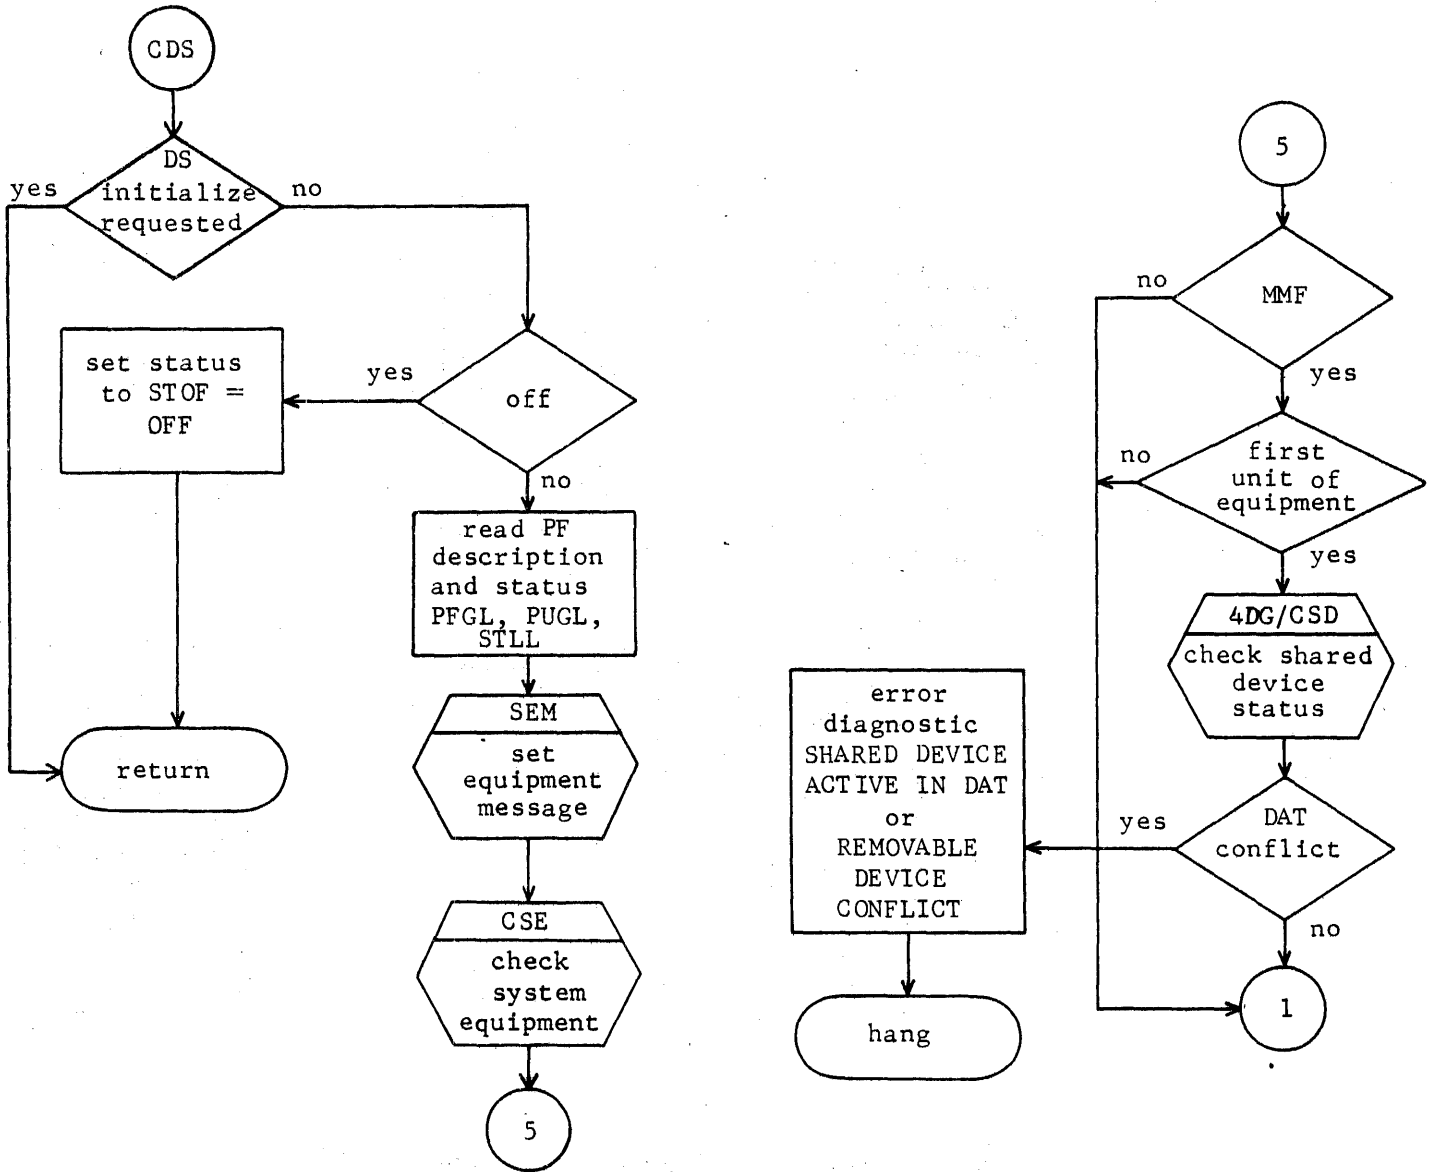 CDS
DS
initialize
requested
yes
no
set status
to STOF =
OFF
yes
off
no
read PF
description
and status
PFGL, PUGL,
STLL
SEM
set
equipment
message
return
CSE
check
system
equipment
5
5
MMF
no
yes
first
unit of
equipment
no
yes
4DG/CSD
check shared
device
status
DAT
conflict
yes
no
error
diagnostic
SHARED DEVICE
ACTIVE IN DAT
or
REMOVABLE
DEVICE
CONFLICT
hang
1